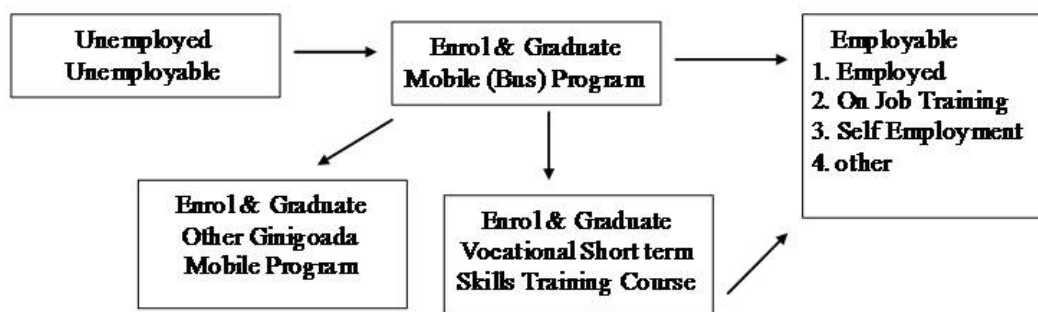 Unemployed
Unemployable
Enrol & Graduate
Mobile (Bus) Program
Employable
1. Employed
2. On Job Training
3. Self Employment
4. other
Enrol & Graduate
Other Ginigoada
Mobile Program
Enrol & Graduate
Vocational Short term
Skills Training Course